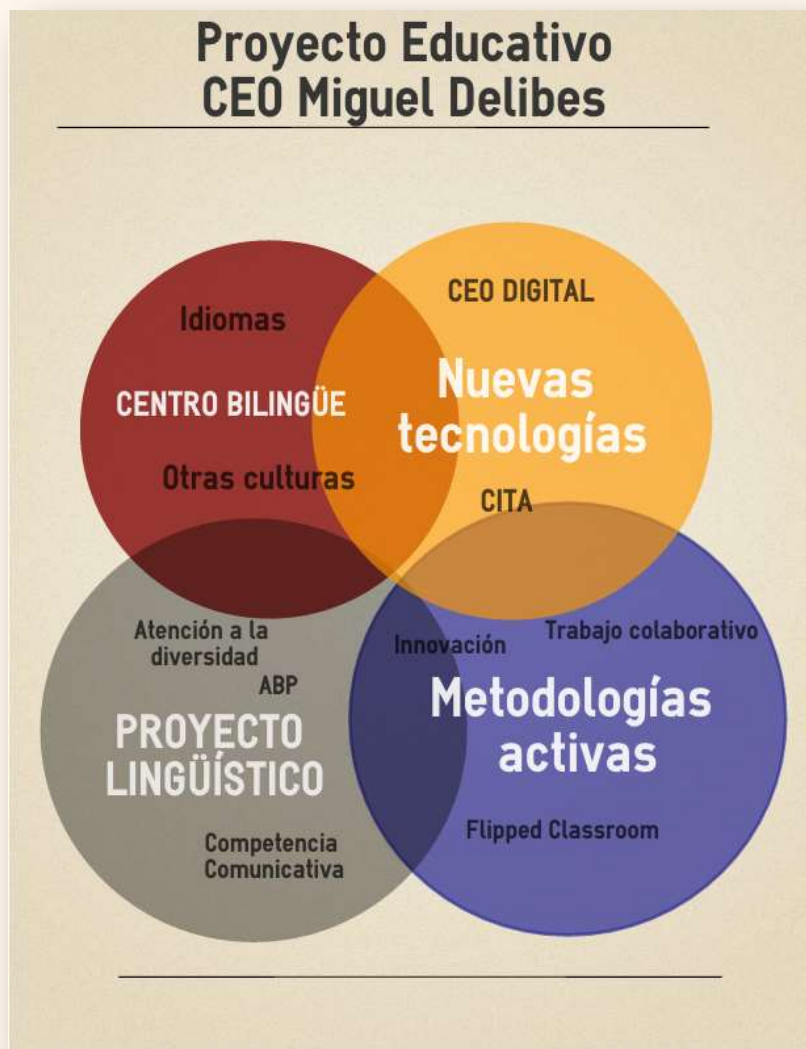 Proyecto Educativo
CEO Miguel Delibes
Idiomas
CENTRO BILINGÜE
Otras culturas
CEO DIGITAL
Nuevas
tecnologías
CITA
Atención a la
diversidad
ABP
PROYECTO
LINGÜÍSTICO
Competencia
Comunicativa
Innovación
Trabajo colaborativo
Metodologías
activas
Flipped Classroom